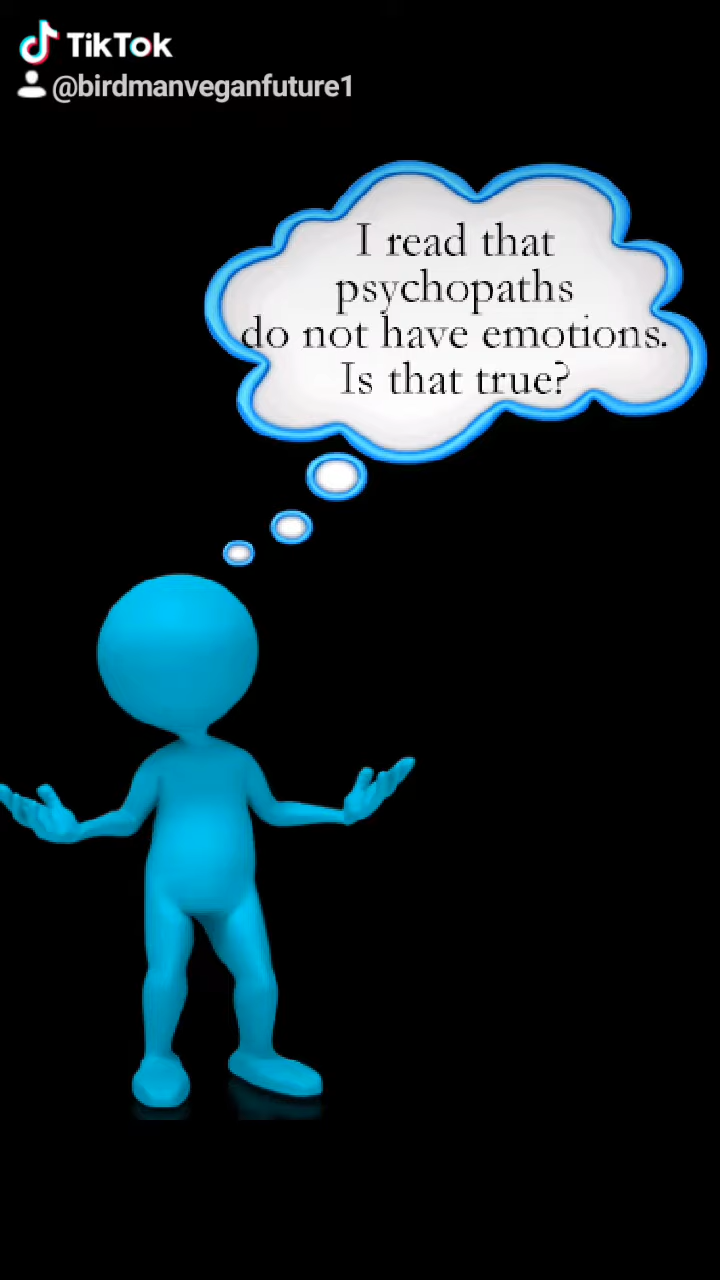 TikTok
@birdmanveganfuture1
I read that
psychopaths
do not have emotions.
Is that true?